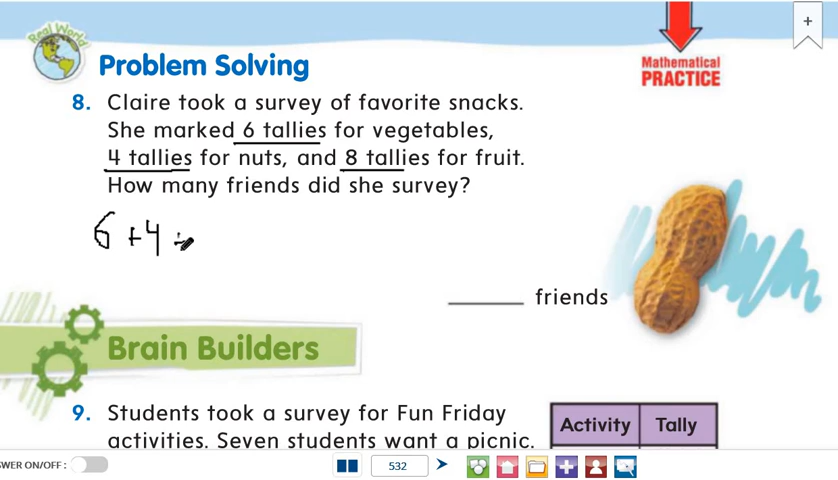 Real World
Problem Solving
Mathematical
PRACTICE
8. Claire took a survey of favorite snacks.
She marked 6 tallies for vegetables,
4 tallies for nuts, and 8 tallies for fruit.
How many friends did she survey?
6 + 4 +
friends
Brain Builders
9. Students took a survey for Fun Friday
activities. Seven students want a picnic.
Activity Tally
WER ON/OFF :
532